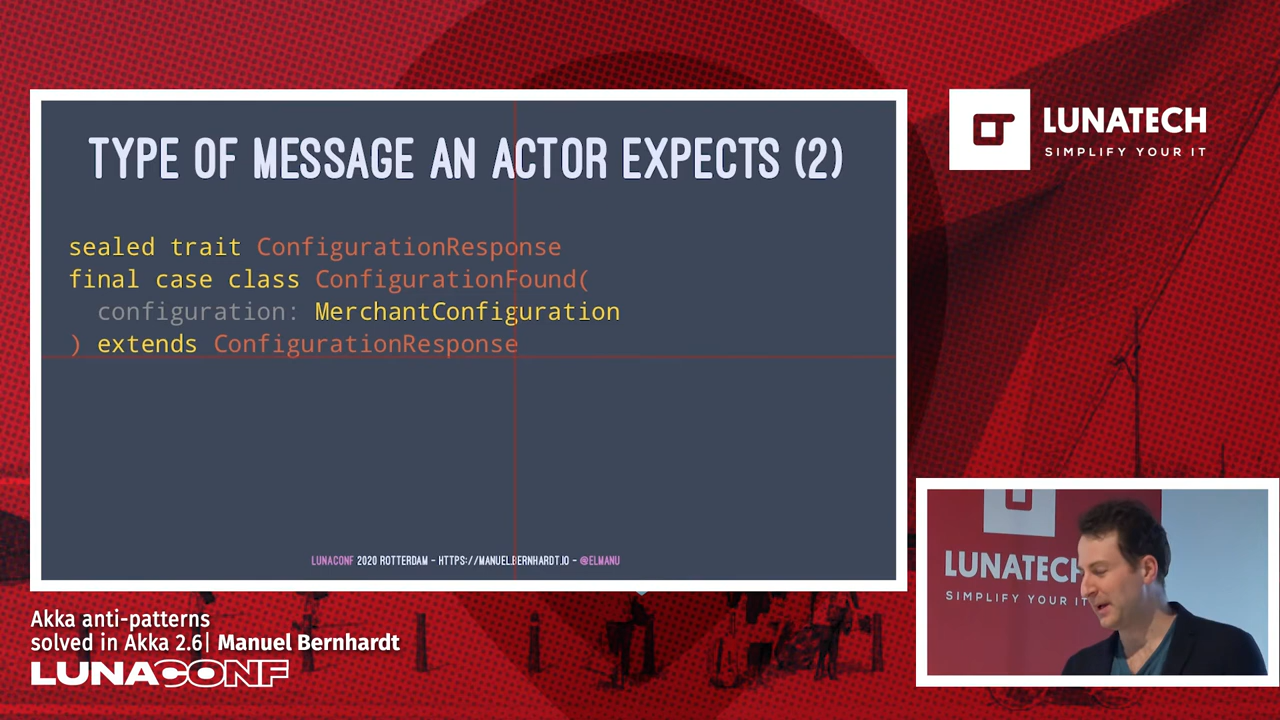 TYPE OF MESSAGE AN ACTOR EXPECTS (2)
sealed trait ConfigurationResponse
final case class ConfigurationFound(
configuration: MerchantConfiguration
) extends ConfigurationResponse
LUNACONF 2020 ROTTERDAM - HTTPS://MANUEL.BERNHARDT.IO - @ELMANU
LUNATECH
SIMPLIFY YOUR IT
LUNATECH
SIMPLIFY YOUR IT
Akka anti-patterns
solved in Akka 2.6| Manuel Bernhardt
LUNACONF